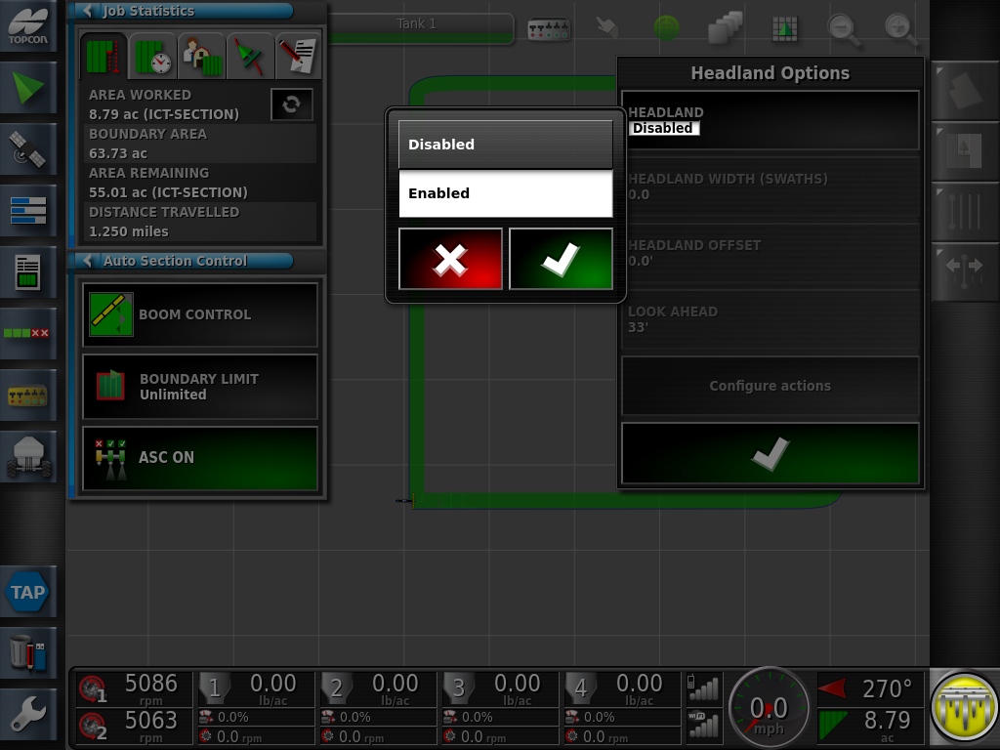 TOPCON
Job Statistics
Tank 1
AREA WORKED
8.79 ac (ICT-SECTION)
BOUNDARY AREA
63.73 ac
AREA REMAINING
55.01 ac (ICT-SECTION)
DISTANCE TRAVELLED
1.250 miles
Auto Section Control
BOOM CONTROL
BOUNDARY LIMIT
Unlimited
ASC ON
Disabled
Enabled
Headland Options
HEADLAND
Disabled
HEADLAND WIDTH (SWATHS)
0.0
HEADLAND OFFSET
0.0'
LOOK AHEAD
33'
Configure actions
TAP
1 5086
rpm
2 5063
rpm
1 0.00
lb/ac
0.0%
0.0 rpm
2 0.00
lb/ac
0.0%
0.0 rpm
3 0.00
lb/ac
0.0%
0.0 rpm
4 0.00
lb/ac
0.0%
0.0 rpm
WiFi
0.0
mph
270°
8.79
ac